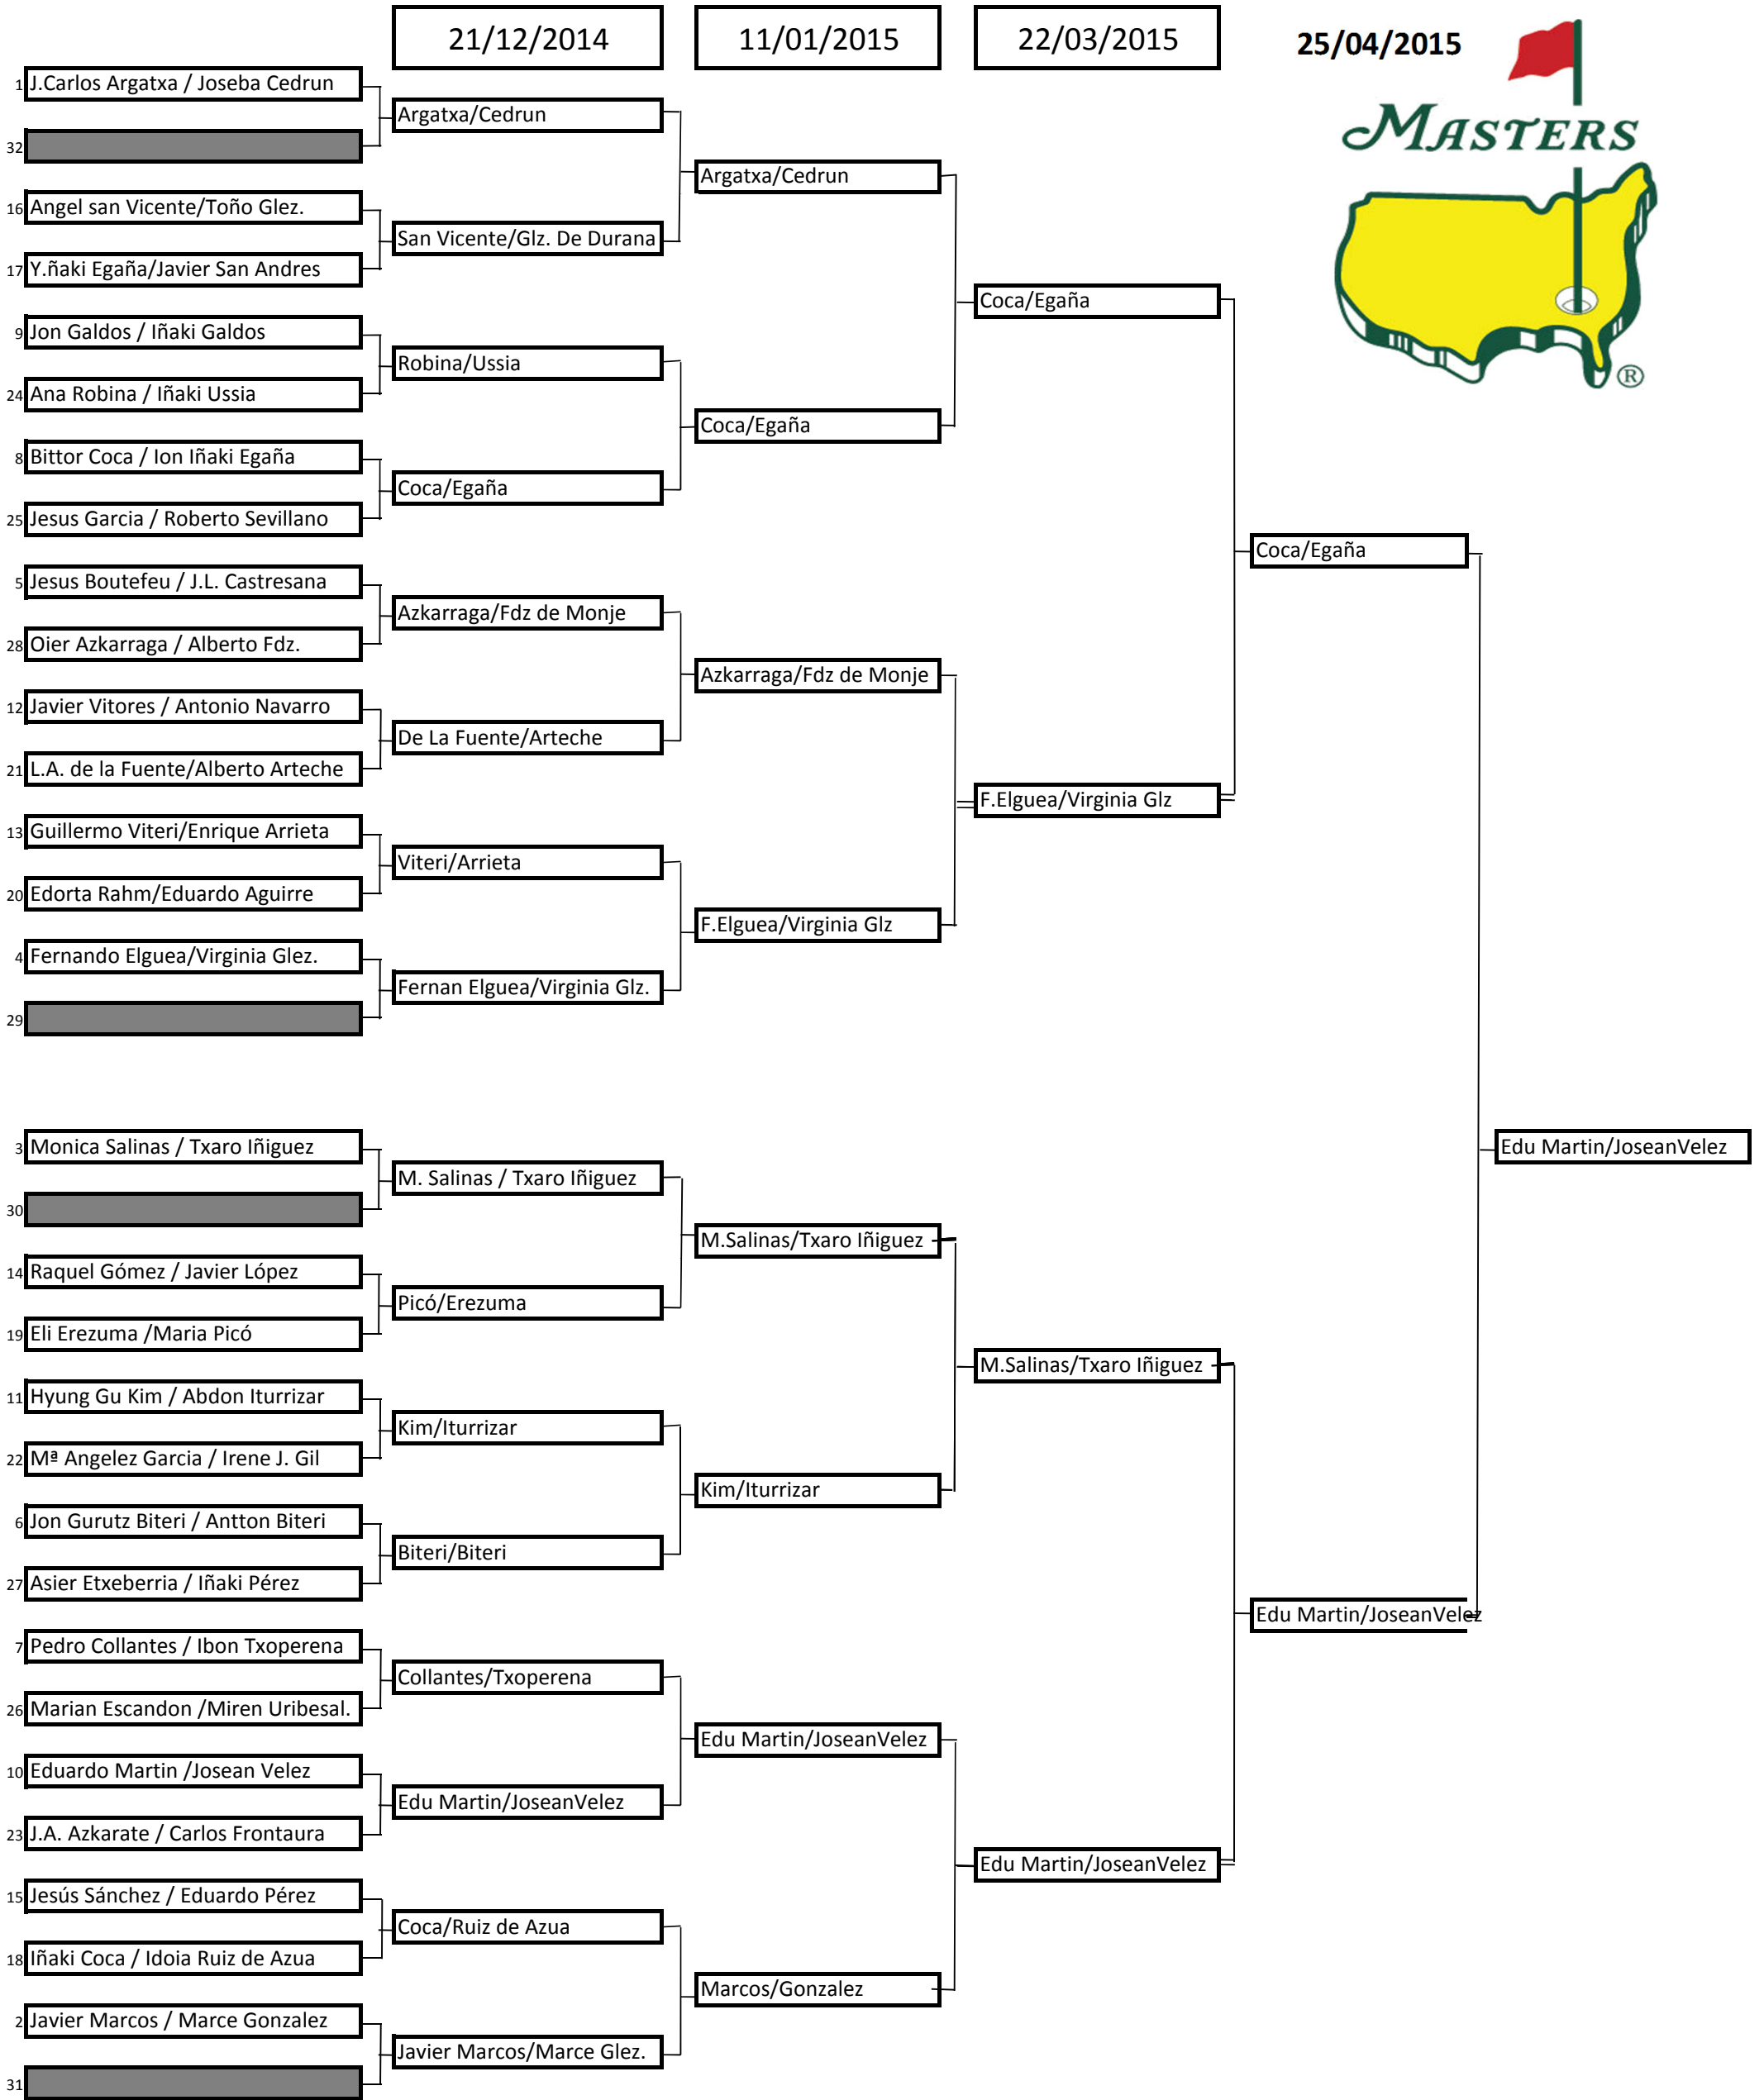 21/12/2014
11/01/2015
22/03/2015
25/04/2015
MASTERS
®
1 J.Carlos Argatxa / Joseba Cedrun
Argatxa/Cedrun
32
Argatxa/Cedrun
16 Angel san Vicente/Toño Glez.
San Vicente/Glz. De Durana
17 Y.ñaki Egaña/Javier San Andres
Coca/Egaña
9 Jon Galdos / Iñaki Galdos
Robina/Ussia
24 Ana Robina / Iñaki Ussia
Coca/Egaña
8 Bittor Coca / Ion Iñaki Egaña
Coca/Egaña
25 Jesus Garcia / Roberto Sevillano
Coca/Egaña
5 Jesus Boutefeu / J.L. Castresana
Azkarraga/Fdz de Monje
28 Oier Azkarraga / Alberto Fdz.
Azkarraga/Fdz de Monje
12 Javier Vitores / Antonio Navarro
De La Fuente/Arteche
21 L.A. de la Fuente/Alberto Arteche
F.Elguea/Virginia Glz
13 Guillermo Viteri/Enrique Arrieta
Viteri/Arrieta
20 Edorta Rahm/Eduardo Aguirre
F.Elguea/Virginia Glz
4 Fernando Elguea/Virginia Glez.
Fernan Elguea/Virginia Glz.
29
3 Monica Salinas / Txaro Iñiguez
Edu Martin/JoseanVelez
M. Salinas / Txaro Iñiguez
30
M.Salinas/Txaro Iñiguez
14 Raquel Gómez / Javier López
Picó/Erezuma
19 Eli Erezuma /Maria Picó
M.Salinas/Txaro Iñiguez
11 Hyung Gu Kim / Abdon Iturrizar
Kim/Iturrizar
22 Mª Angelez Garcia / Irene J. Gil
Kim/Iturrizar
6 Jon Gurutz Biteri / Antton Biteri
Biteri/Biteri
27 Asier Etxeberria / Iñaki Pérez
Edu Martin/JoseanVelez
7 Pedro Collantes / Ibon Txoperena
Collantes/Txoperena
26 Marian Escandon /Miren Uribesal.
Edu Martin/JoseanVelez
10 Eduardo Martin /Josean Velez
Edu Martin/JoseanVelez
23 J.A. Azkarate / Carlos Frontaura
Edu Martin/JoseanVelez
15 Jesús Sánchez / Eduardo Pérez
Coca/Ruiz de Azua
18 Iñaki Coca / Idoia Ruiz de Azua
Marcos/Gonzalez
2 Javier Marcos / Marce Gonzalez
Javier Marcos/Marce Glez.
31